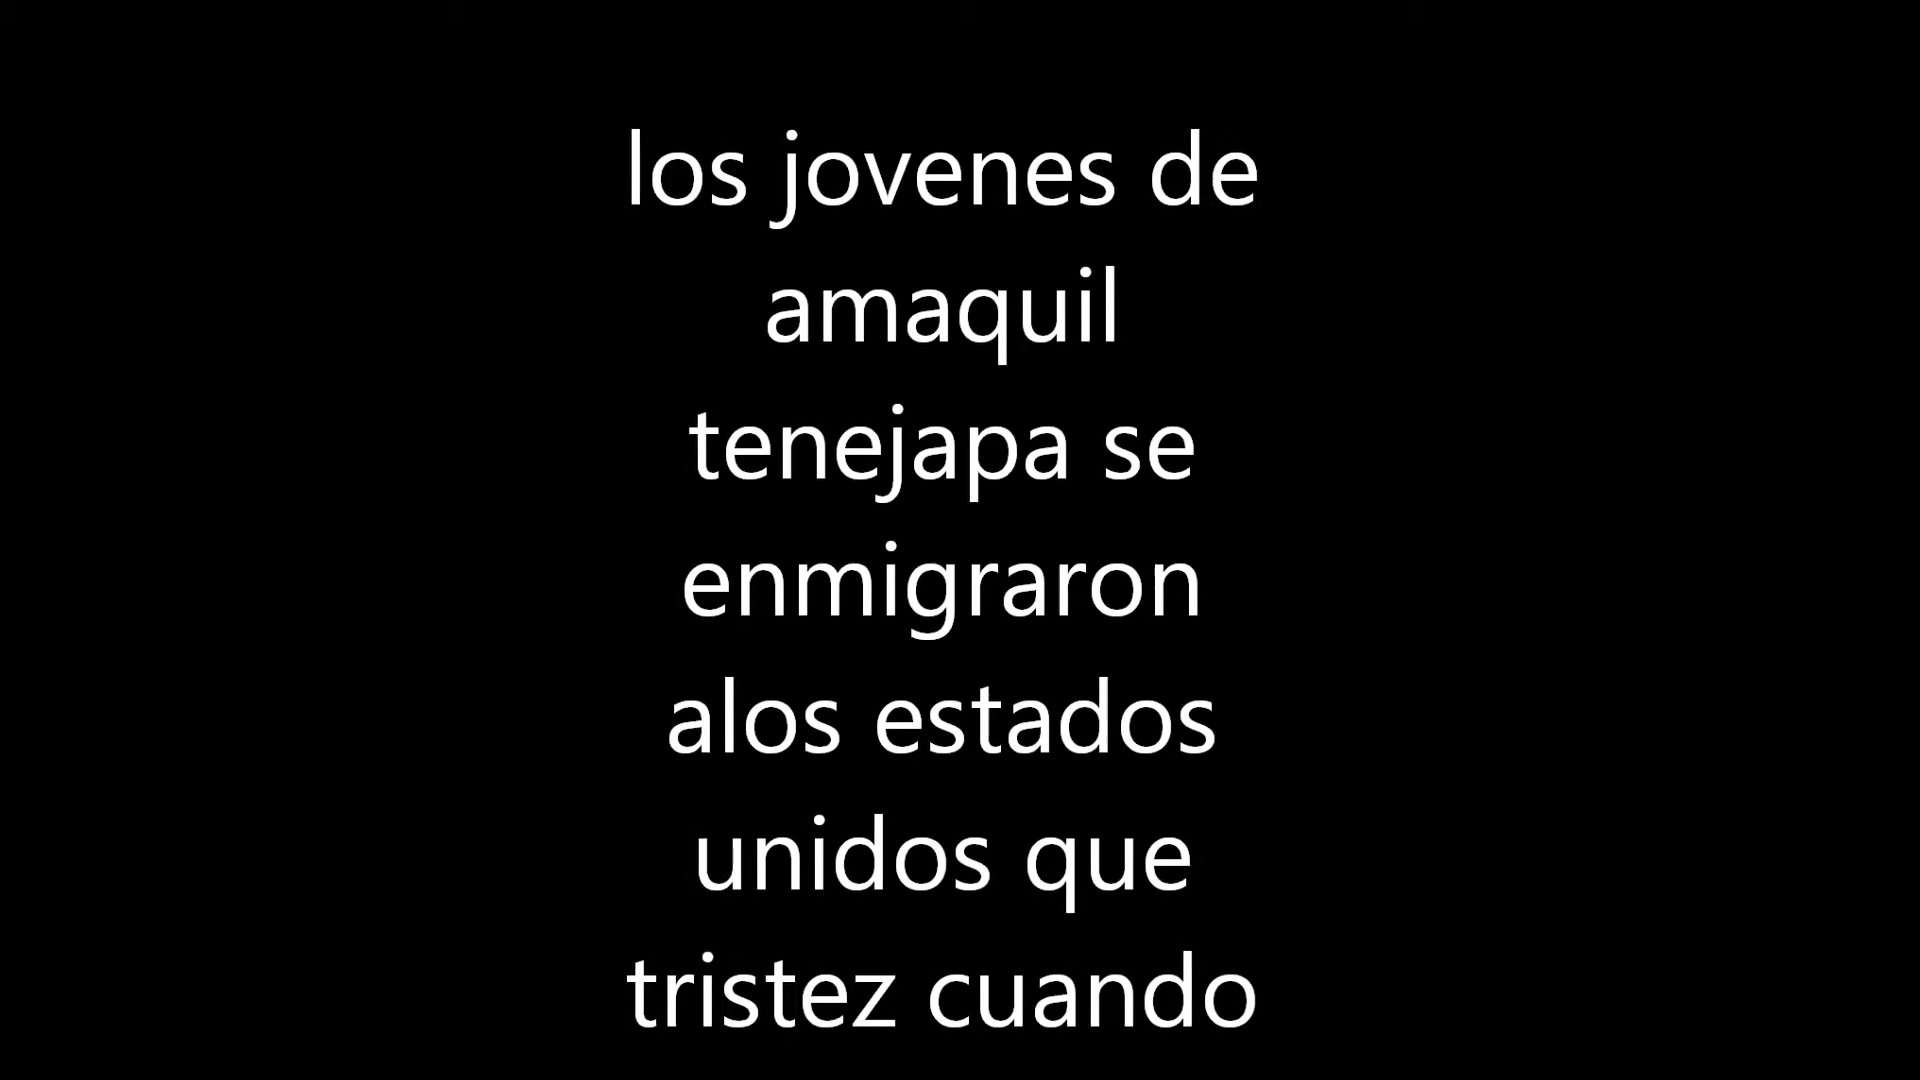 los jovenes de
amaquil
tenejapa se
enmigraron
alos estados
unidos que
tristez cuando